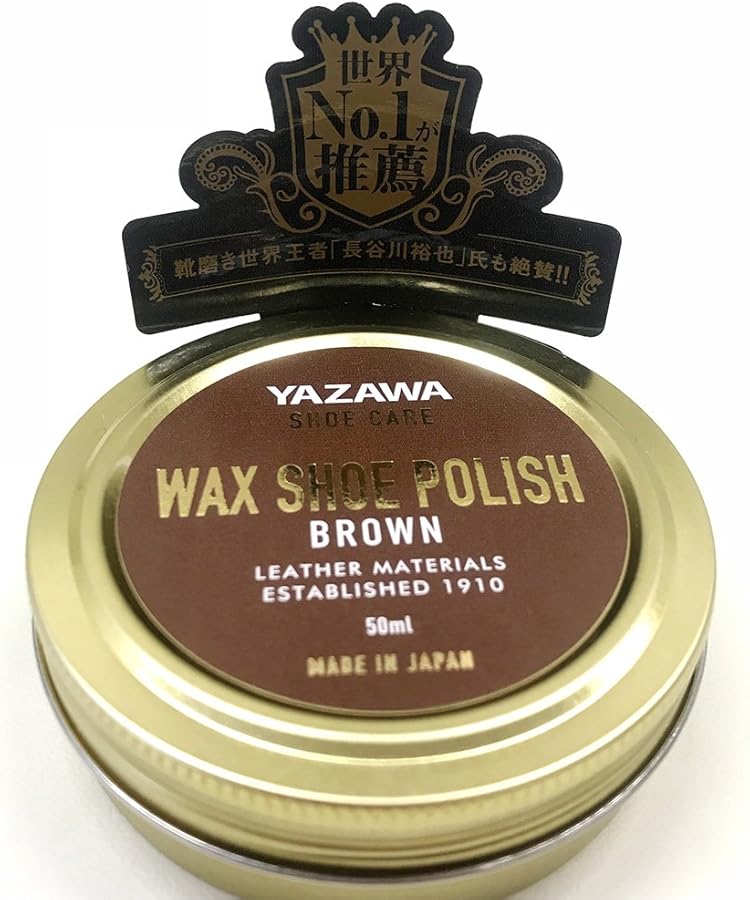 世界
No.1が
推薦
靴磨き世界王者「長谷川裕也」氏も絶賛!!
YAZAWA
SHOE CARE
WAX SHOE POLISH
BROWN
LEATHER MATERIALS
ESTABLISHED 1910
50ml
MADE IN JAPAN